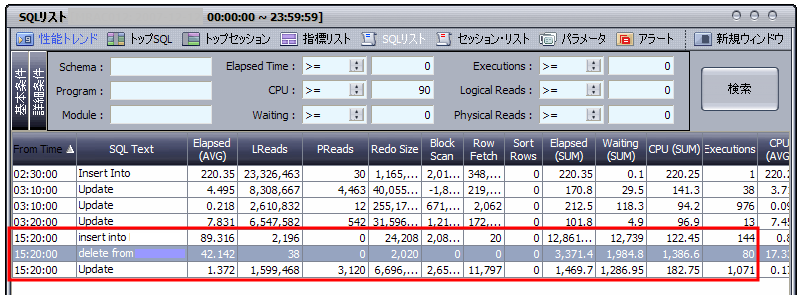 SQLリスト 00:00:00 ~ 23:59:59]
性能トレンド トップSQL トップセッション 指標リスト SQLリスト セッション・リスト パラメータ アラート 新規ウィンドウ
基本条件
詳細条件
Schema : Elapsed Time : >= 0 Executions : >= 0
Program : CPU : >= 90 Logical Reads : >= 0
Module : Waiting : >= 0 Physical Reads : >= 0
検索
From Time SQL Text Elapsed (AVG) LReads PReads Redo Size Block Scan Row Fetch Sort Rows Elapsed (SUM) Waiting (SUM) CPU (SUM) Executions CPU (AVG)
02:30:00 Insert Into 220.35 23,326,463 30 1,165,... 2,01... 348,... 0 220.35 0.1 220.25 1 220.2
03:10:00 Update 4.495 8,308,667 4,463 40,055... -1,8... 219,... 0 170.8 29.5 141.3 38 3.7
03:10:00 Update 0.218 2,610,832 12 255,17... 671,... 2,062 0 212.5 118.3 94.2 976 0.09
03:20:00 Update 7.831 6,547,582 542 31,596... 1,21... 172,... 0 101.8 4.9 96.9 13 7.45
15:20:00 insert into 89.316 2,196 0 24,208 2,08... 20 0 12,861... 12,739 122.45 144 0.8
15:20:00 delete from 42.142 38 0 2,020 0 0 0 3,371.4 1,984.8 1,386.6 80 17.3
15:20:00 Update 1.372 1,599,468 3,120 6,696,... 2,65... 11,797 0 1,469.7 1,286.95 182.75 1,071 0.1